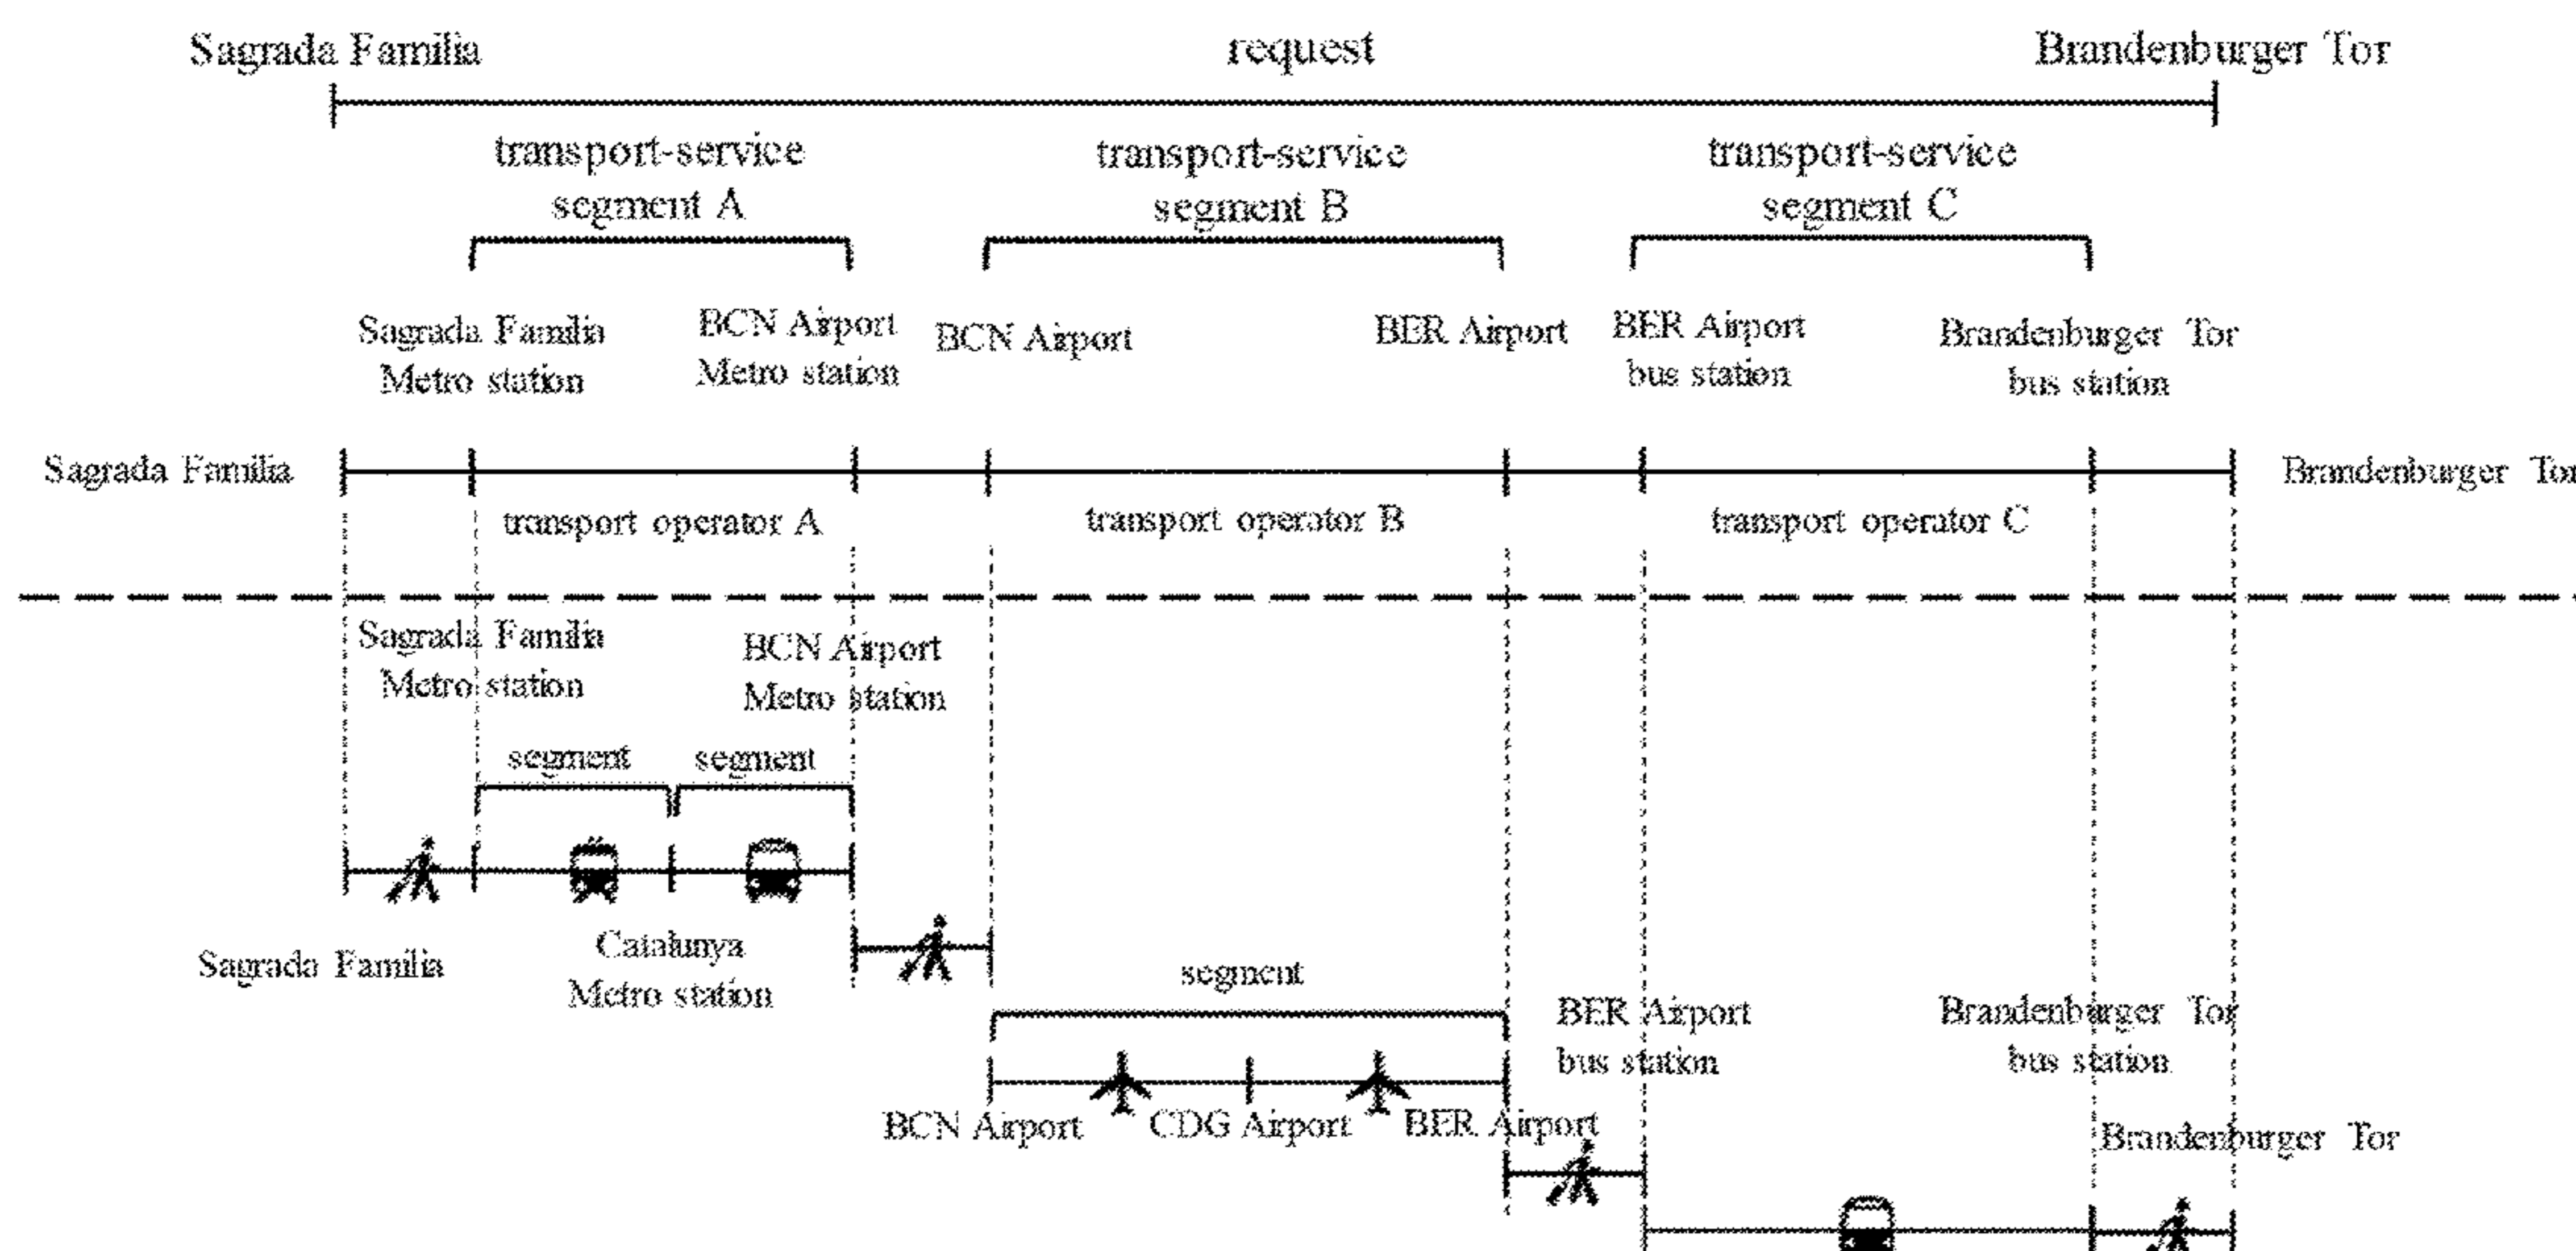 Sagrada Familia
request
Brandenburger Tor
transport-service
segment A
transport-service
segment B
transport-service
segment C
Sagrada Familia
Metro station
BCN Airport
Metro station
BCN Airport
BER Airport
BER Airport
bus station
Brandenburger Tor
bus station
Sagrada Familia
Brandenburger Tor
transport operator A
transport operator B
transport operator C
Sagrada Familia
Metro station
BCN Airport
Metro station
segment
segment
Sagrada Familia
Catalunya
Metro station
segment
BER Airport
bus station
Brandenburger Tor
bus station
BCN Airport
CDG Airport
BER Airport
Brandenburger Tor